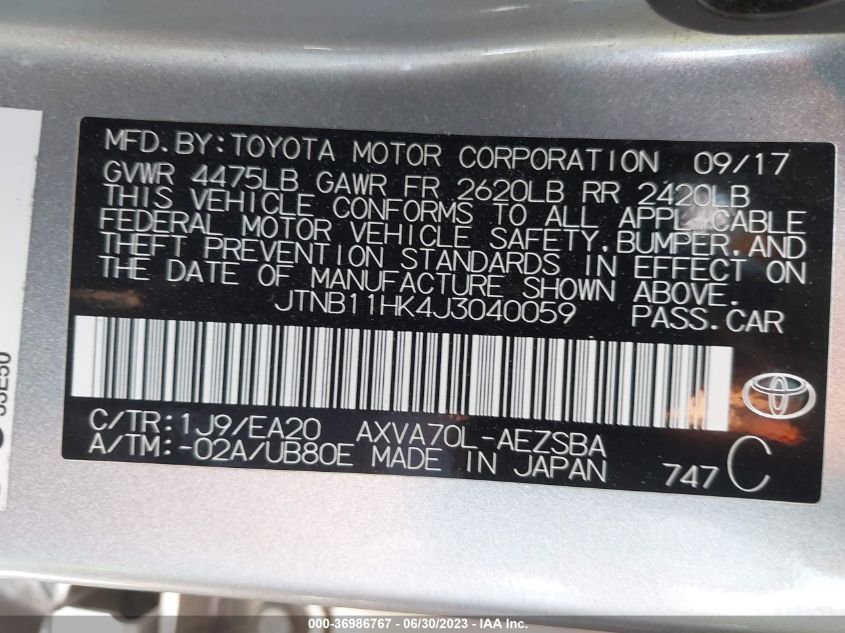 MFD.BY:TOYOTA MOTOR CORPORATION 09/17
GVWR 4475LB GAWR FR 2620LB RR 2420LB
THIS VEHICLE CONFORMS TO ALL APPLICABLE
FEDERAL MOTOR VEHICLE SAFETY,BUMPER,AND
THEFT PREVENTION STANDARDS IN EFFECT ON
THE DATE OF MANUFACTURE SHOWN ABOVE.
JTNB11HK4J3040059 PASS.CAR
C/TR:1J9/EA20 AXVA70L-AEZSBA
A/TM:-02A/UB80E MADE IN JAPAN 747 C
000-36986767 - 06/30/2023 - IAAI.COM